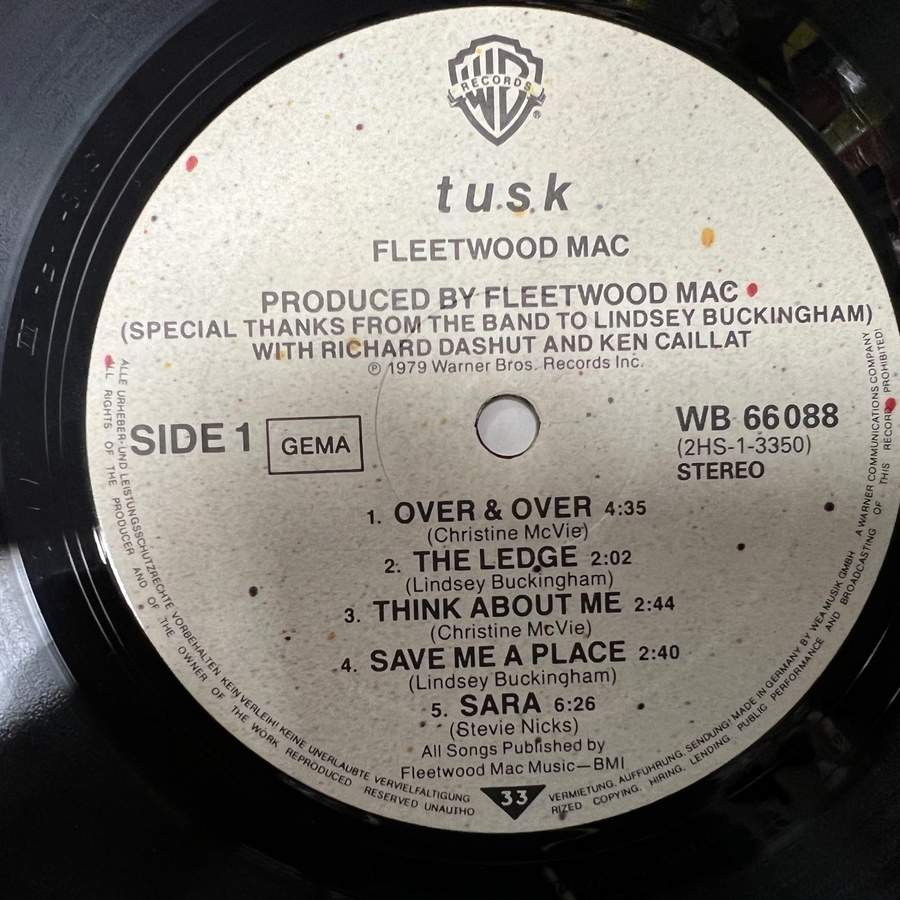 WB
RECORDS
®
tusk
FLEETWOOD MAC
PRODUCED BY FLEETWOOD MAC
(SPECIAL THANKS FROM THE BAND TO LINDSEY BUCKINGHAM)
WITH RICHARD DASHUT AND KEN CAILLAT
℗ 1979 Warner Bros. Records Inc.
SIDE 1
GEMA
WB 66088
(2HS-1-3350)
STEREO
1. OVER & OVER 4:35
(Christine McVie)
2. THE LEDGE 2:02
(Lindsey Buckingham)
3. THINK ABOUT ME 2:44
(Christine McVie)
4. SAVE ME A PLACE 2:40
(Lindsey Buckingham)
5. SARA 6:26
(Stevie Nicks)
All Songs Published by
Fleetwood Mac Music—BMI
33
ALLE URHEBER- UND LEISTUNGSSCHUTZRECHTE VORBEHALTEN KEIN VERLEIH! KEINE UNERLAUBTE VERVIELFÄLTIGUNG VERMIETUNG, AUFFÜHRUNG, SENDUNG! MADE IN GERMANY BY WEA MUSIK GMBH A WARNER COMMUNICATIONS COMPANY
ALL RIGHTS OF THE PRODUCER AND OF THE OWNER OF THE WORK REPRODUCED RESERVED UNAUTHORIZED COPYING, HIRING, LENDING PUBLIC PERFORMANCE AND BROADCASTING OF THIS RECORD PROHIBITED!